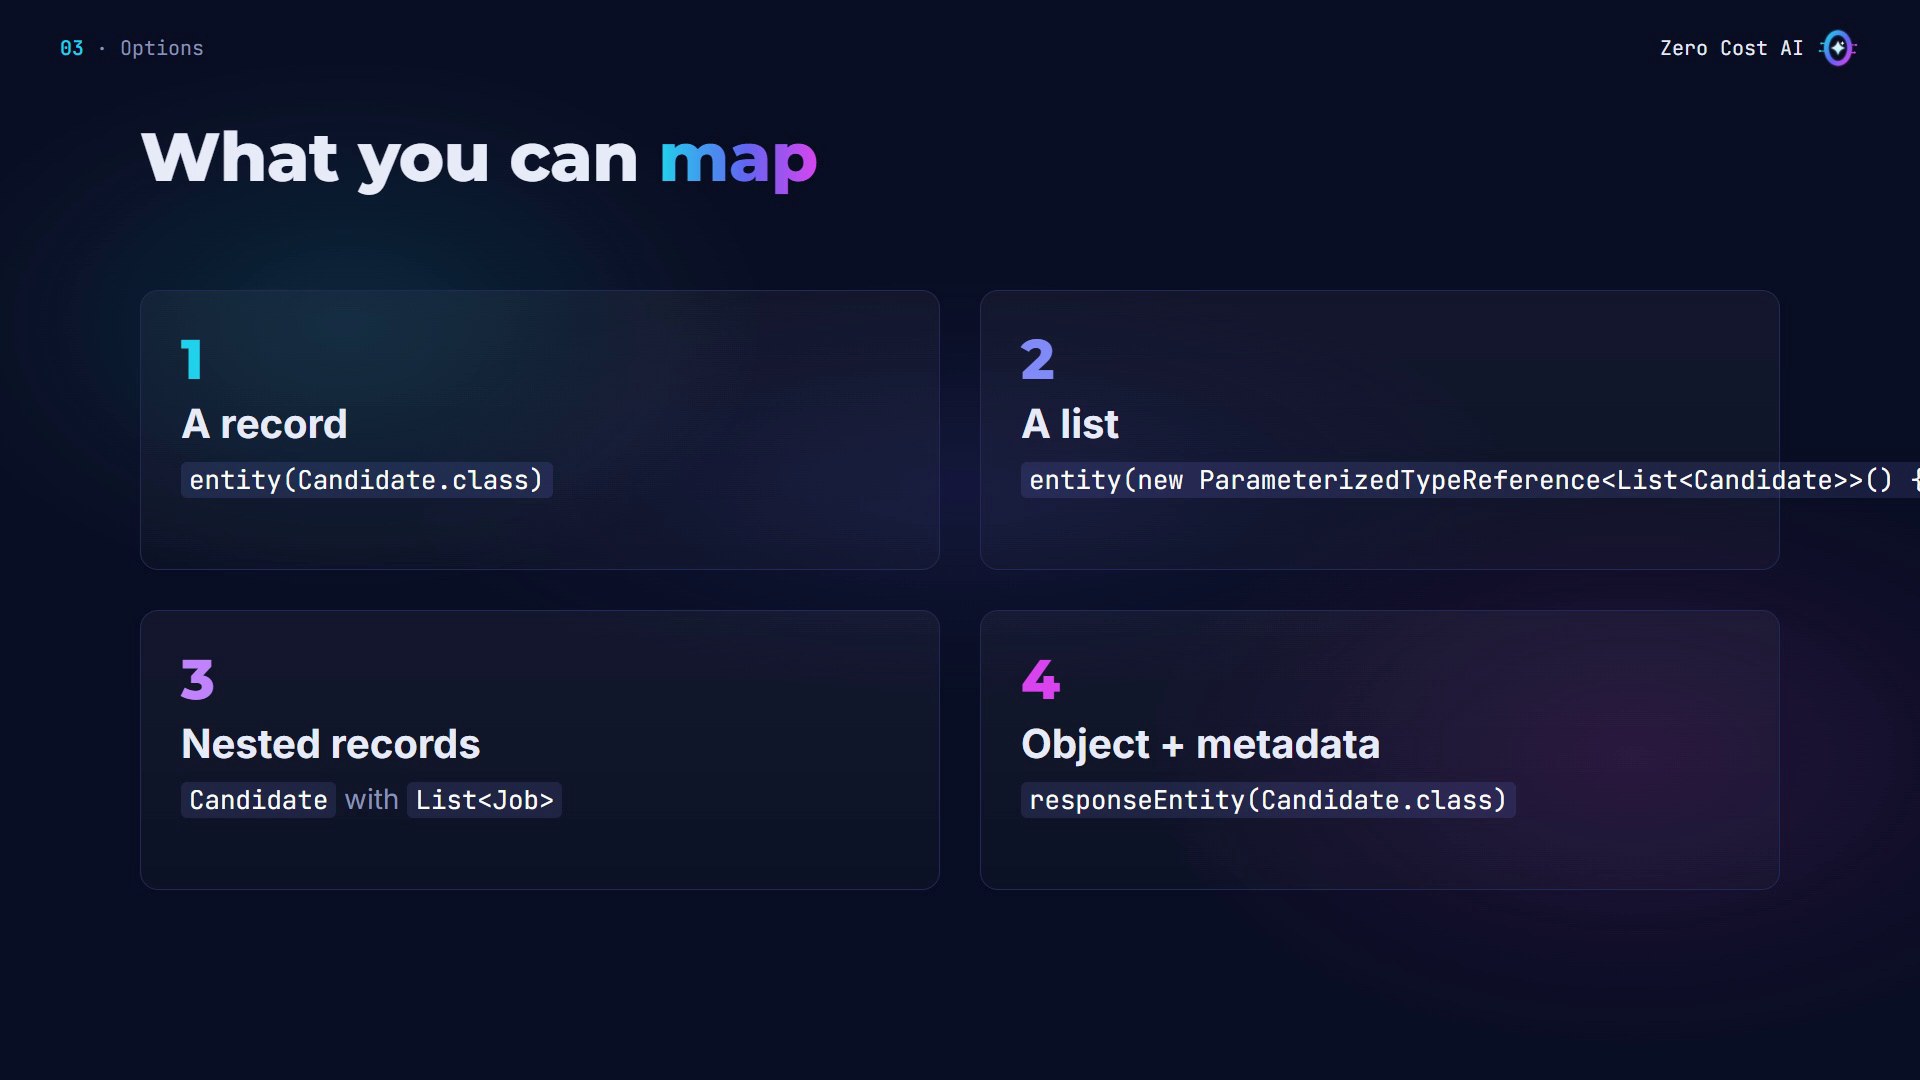 03 · Options
Zero Cost AI
What you can map
1
A record
entity(Candidate.class)
2
A list
entity(new ParameterizedTypeReference<List<Candidate>>() {
3
Nested records
Candidate with List<Job>
4
Object + metadata
responseEntity(Candidate.class)